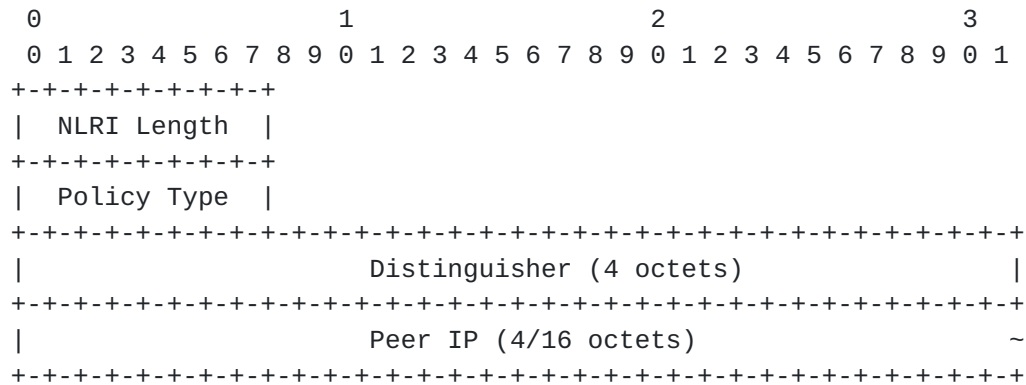 0                   1                   2                   3
 0 1 2 3 4 5 6 7 8 9 0 1 2 3 4 5 6 7 8 9 0 1 2 3 4 5 6 7 8 9 0 1
+-+-+-+-+-+-+-+-+
|  NLRI Length  |
+-+-+-+-+-+-+-+-+
|  Policy Type  |
+-+-+-+-+-+-+-+-+-+-+-+-+-+-+-+-+-+-+-+-+-+-+-+-+-+-+-+-+-+-+-+-+
|                      Distinguisher (4 octets)                 |
+-+-+-+-+-+-+-+-+-+-+-+-+-+-+-+-+-+-+-+-+-+-+-+-+-+-+-+-+-+-+-+-+
|                      Peer IP (4/16 octets)                    ~
+-+-+-+-+-+-+-+-+-+-+-+-+-+-+-+-+-+-+-+-+-+-+-+-+-+-+-+-+-+-+-+-+